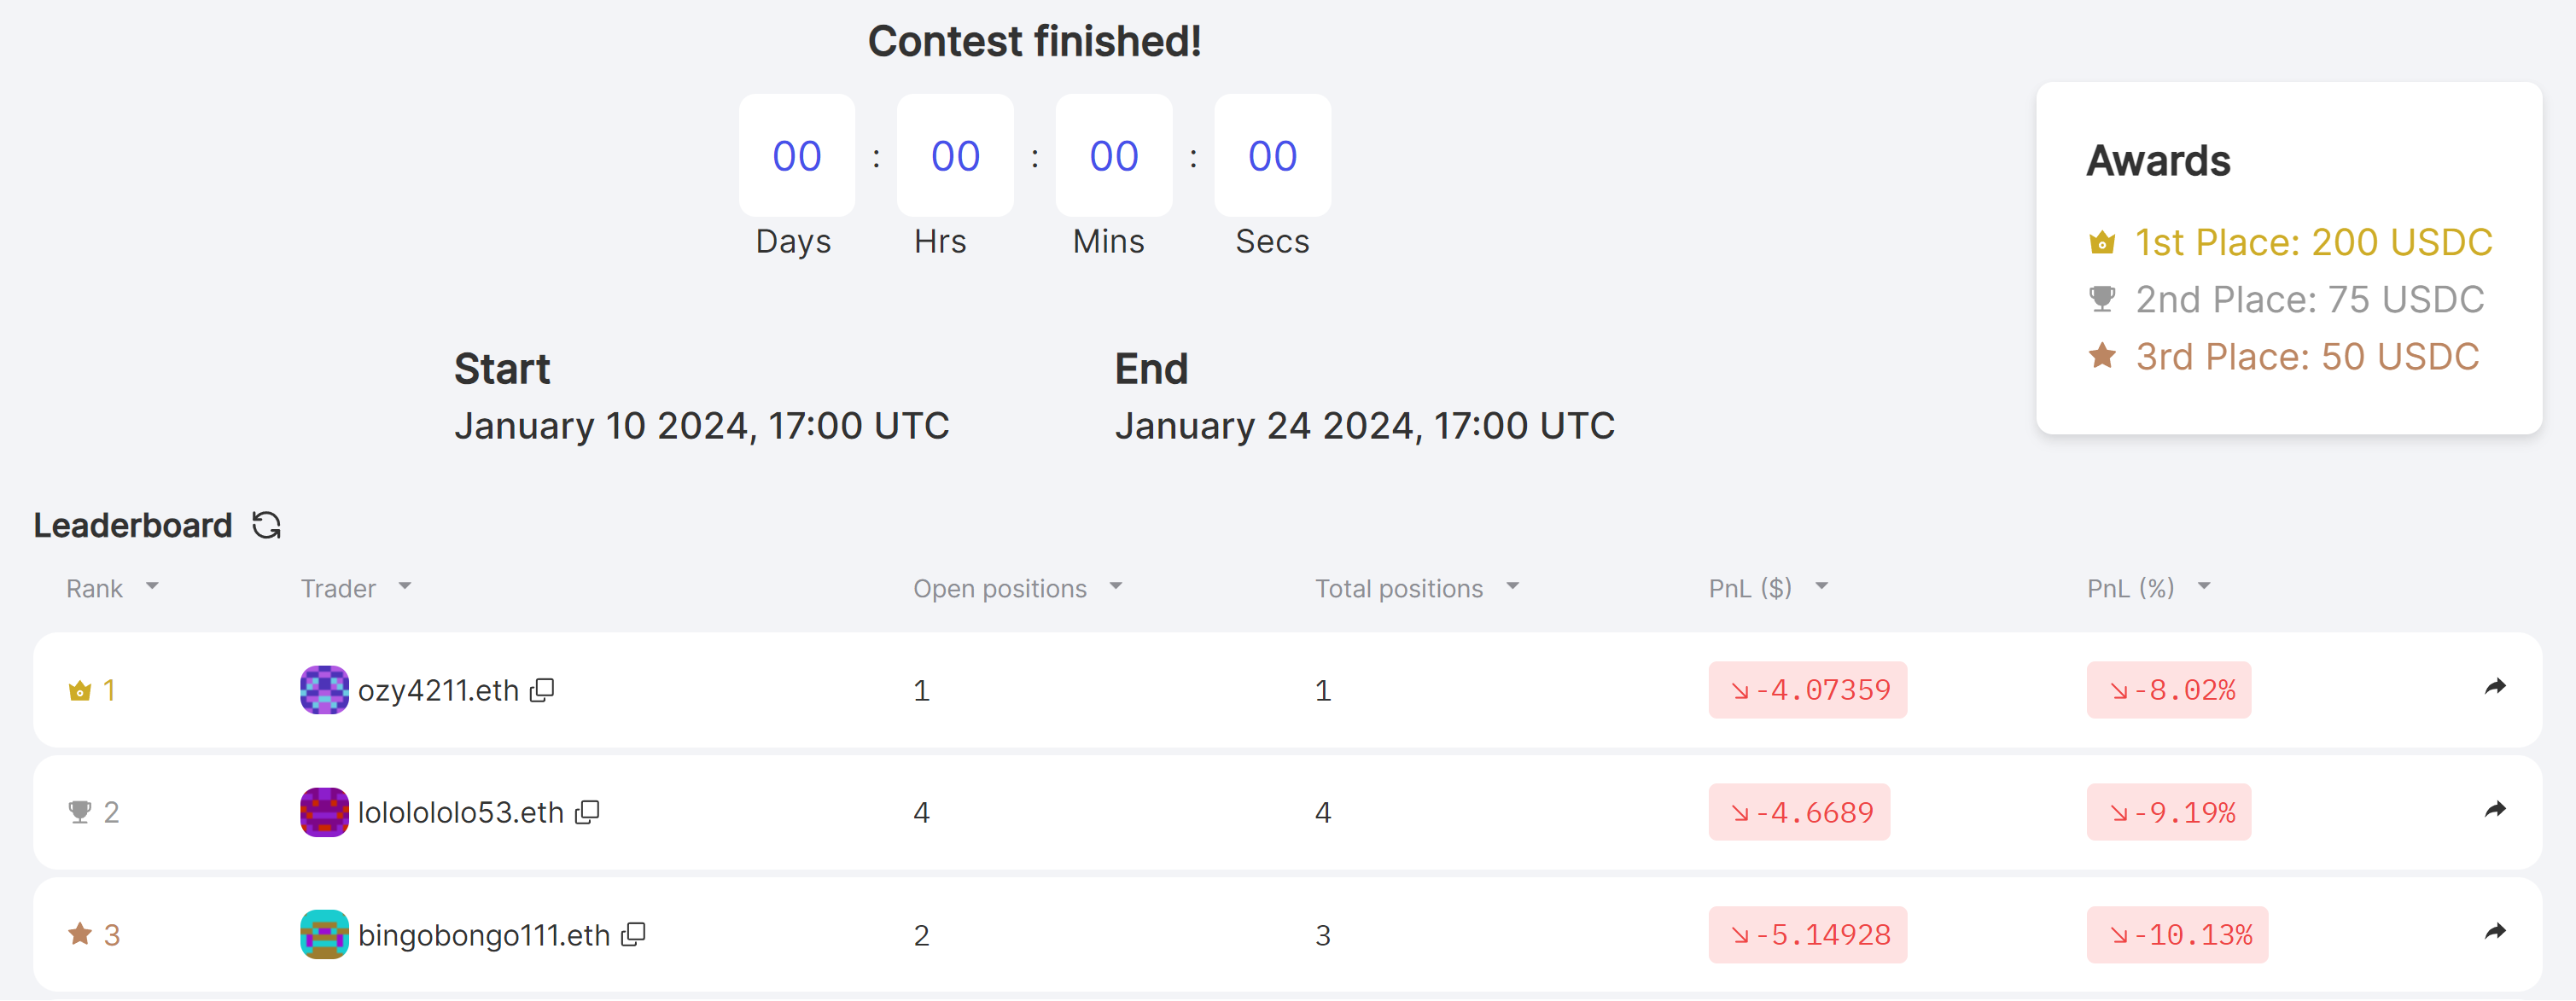 Contest finished!
00 : 00 : 00 : 00
Days Hrs Mins Secs
Start
January 10 2024, 17:00 UTC
End
January 24 2024, 17:00 UTC
Awards
1st Place: 200 USDC
2nd Place: 75 USDC
3rd Place: 50 USDC
Leaderboard
Rank Trader Open positions Total positions PnL ($) PnL (%)
1 ozy4211.eth 1 1 -4.07359 -8.02%
2 lololololo53.eth 4 4 -4.6689 -9.19%
3 bingobongo111.eth 2 3 -5.14928 -10.13%